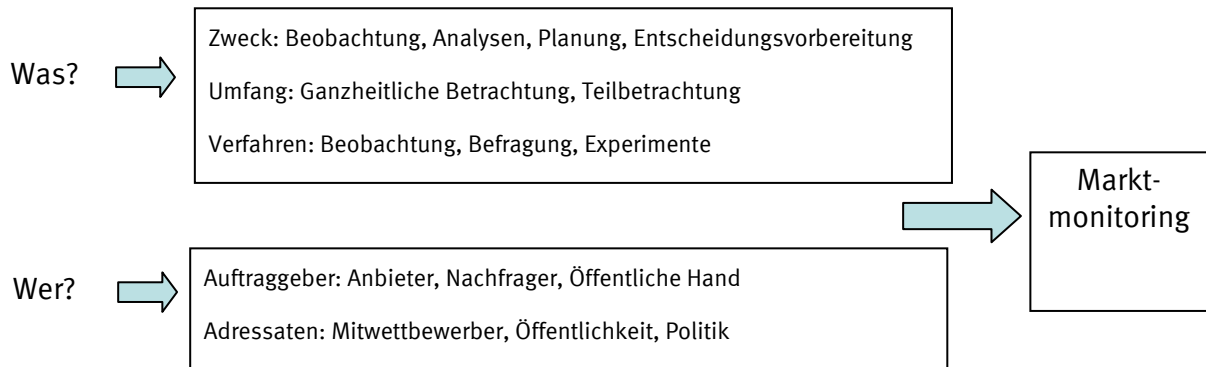 Was?
Zweck: Beobachtung, Analysen, Planung, Entscheidungsvorbereitung
Umfang: Ganzheitliche Betrachtung, Teilbetrachtung
Verfahren: Beobachtung, Befragung, Experimente
Wer?
Auftraggeber: Anbieter, Nachfrager, Öffentliche Hand
Adressaten: Mitwettbewerber, Öffentlichkeit, Politik
Markt-
monitoring